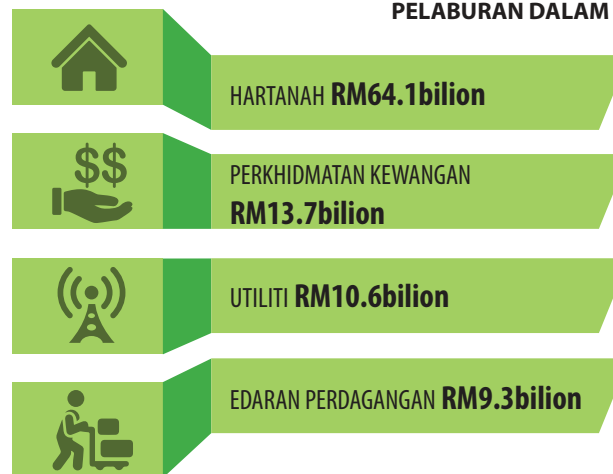 PELABURAN DALAM
HARTANAH RM64.1bilion
$$
PERKHIDMATAN KEWANGAN
RM13.7bilion
UTILITI RM10.6bilion
EDARAN PERDAGANGAN RM9.3bilion